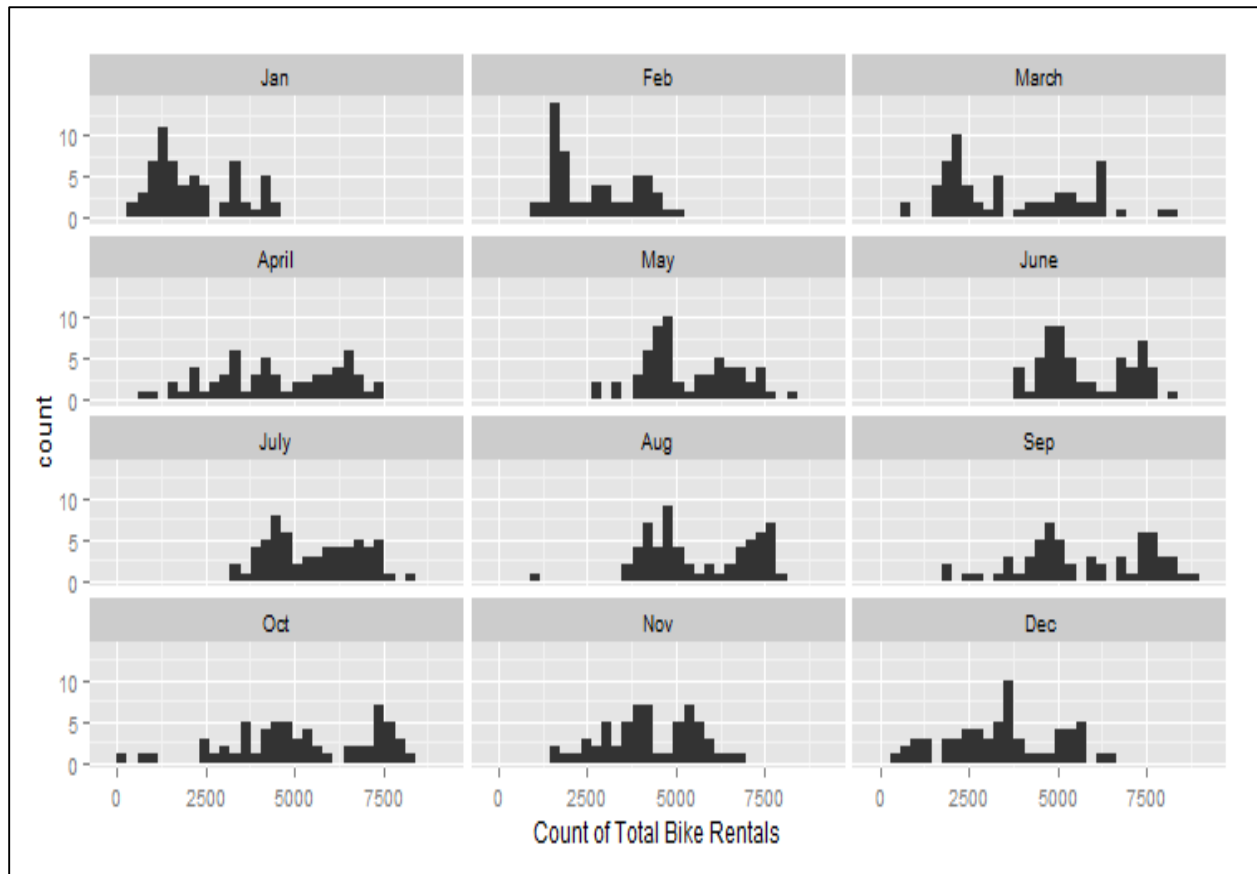 Jan Feb March
10
5
0
April May June
10
5
0
count
July Aug Sep
10
5
0
Oct Nov Dec
10
5
0
0 2500 5000 7500 0 2500 5000 7500 0 2500 5000 7500
Count of Total Bike Rentals